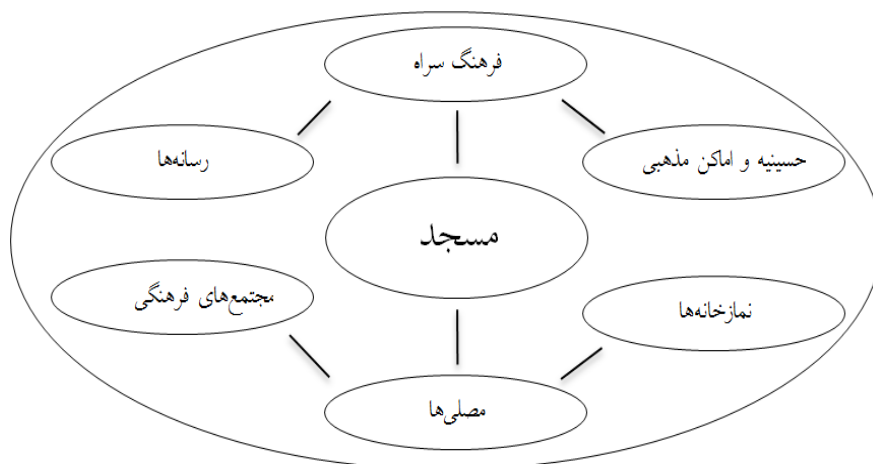 فرهنگ سراه
حسینیه و اماکن مذهبی
رسانه‌ها
مسجد
نمازخانه‌ها
مجتمع‌های فرهنگی
مصلی‌ها